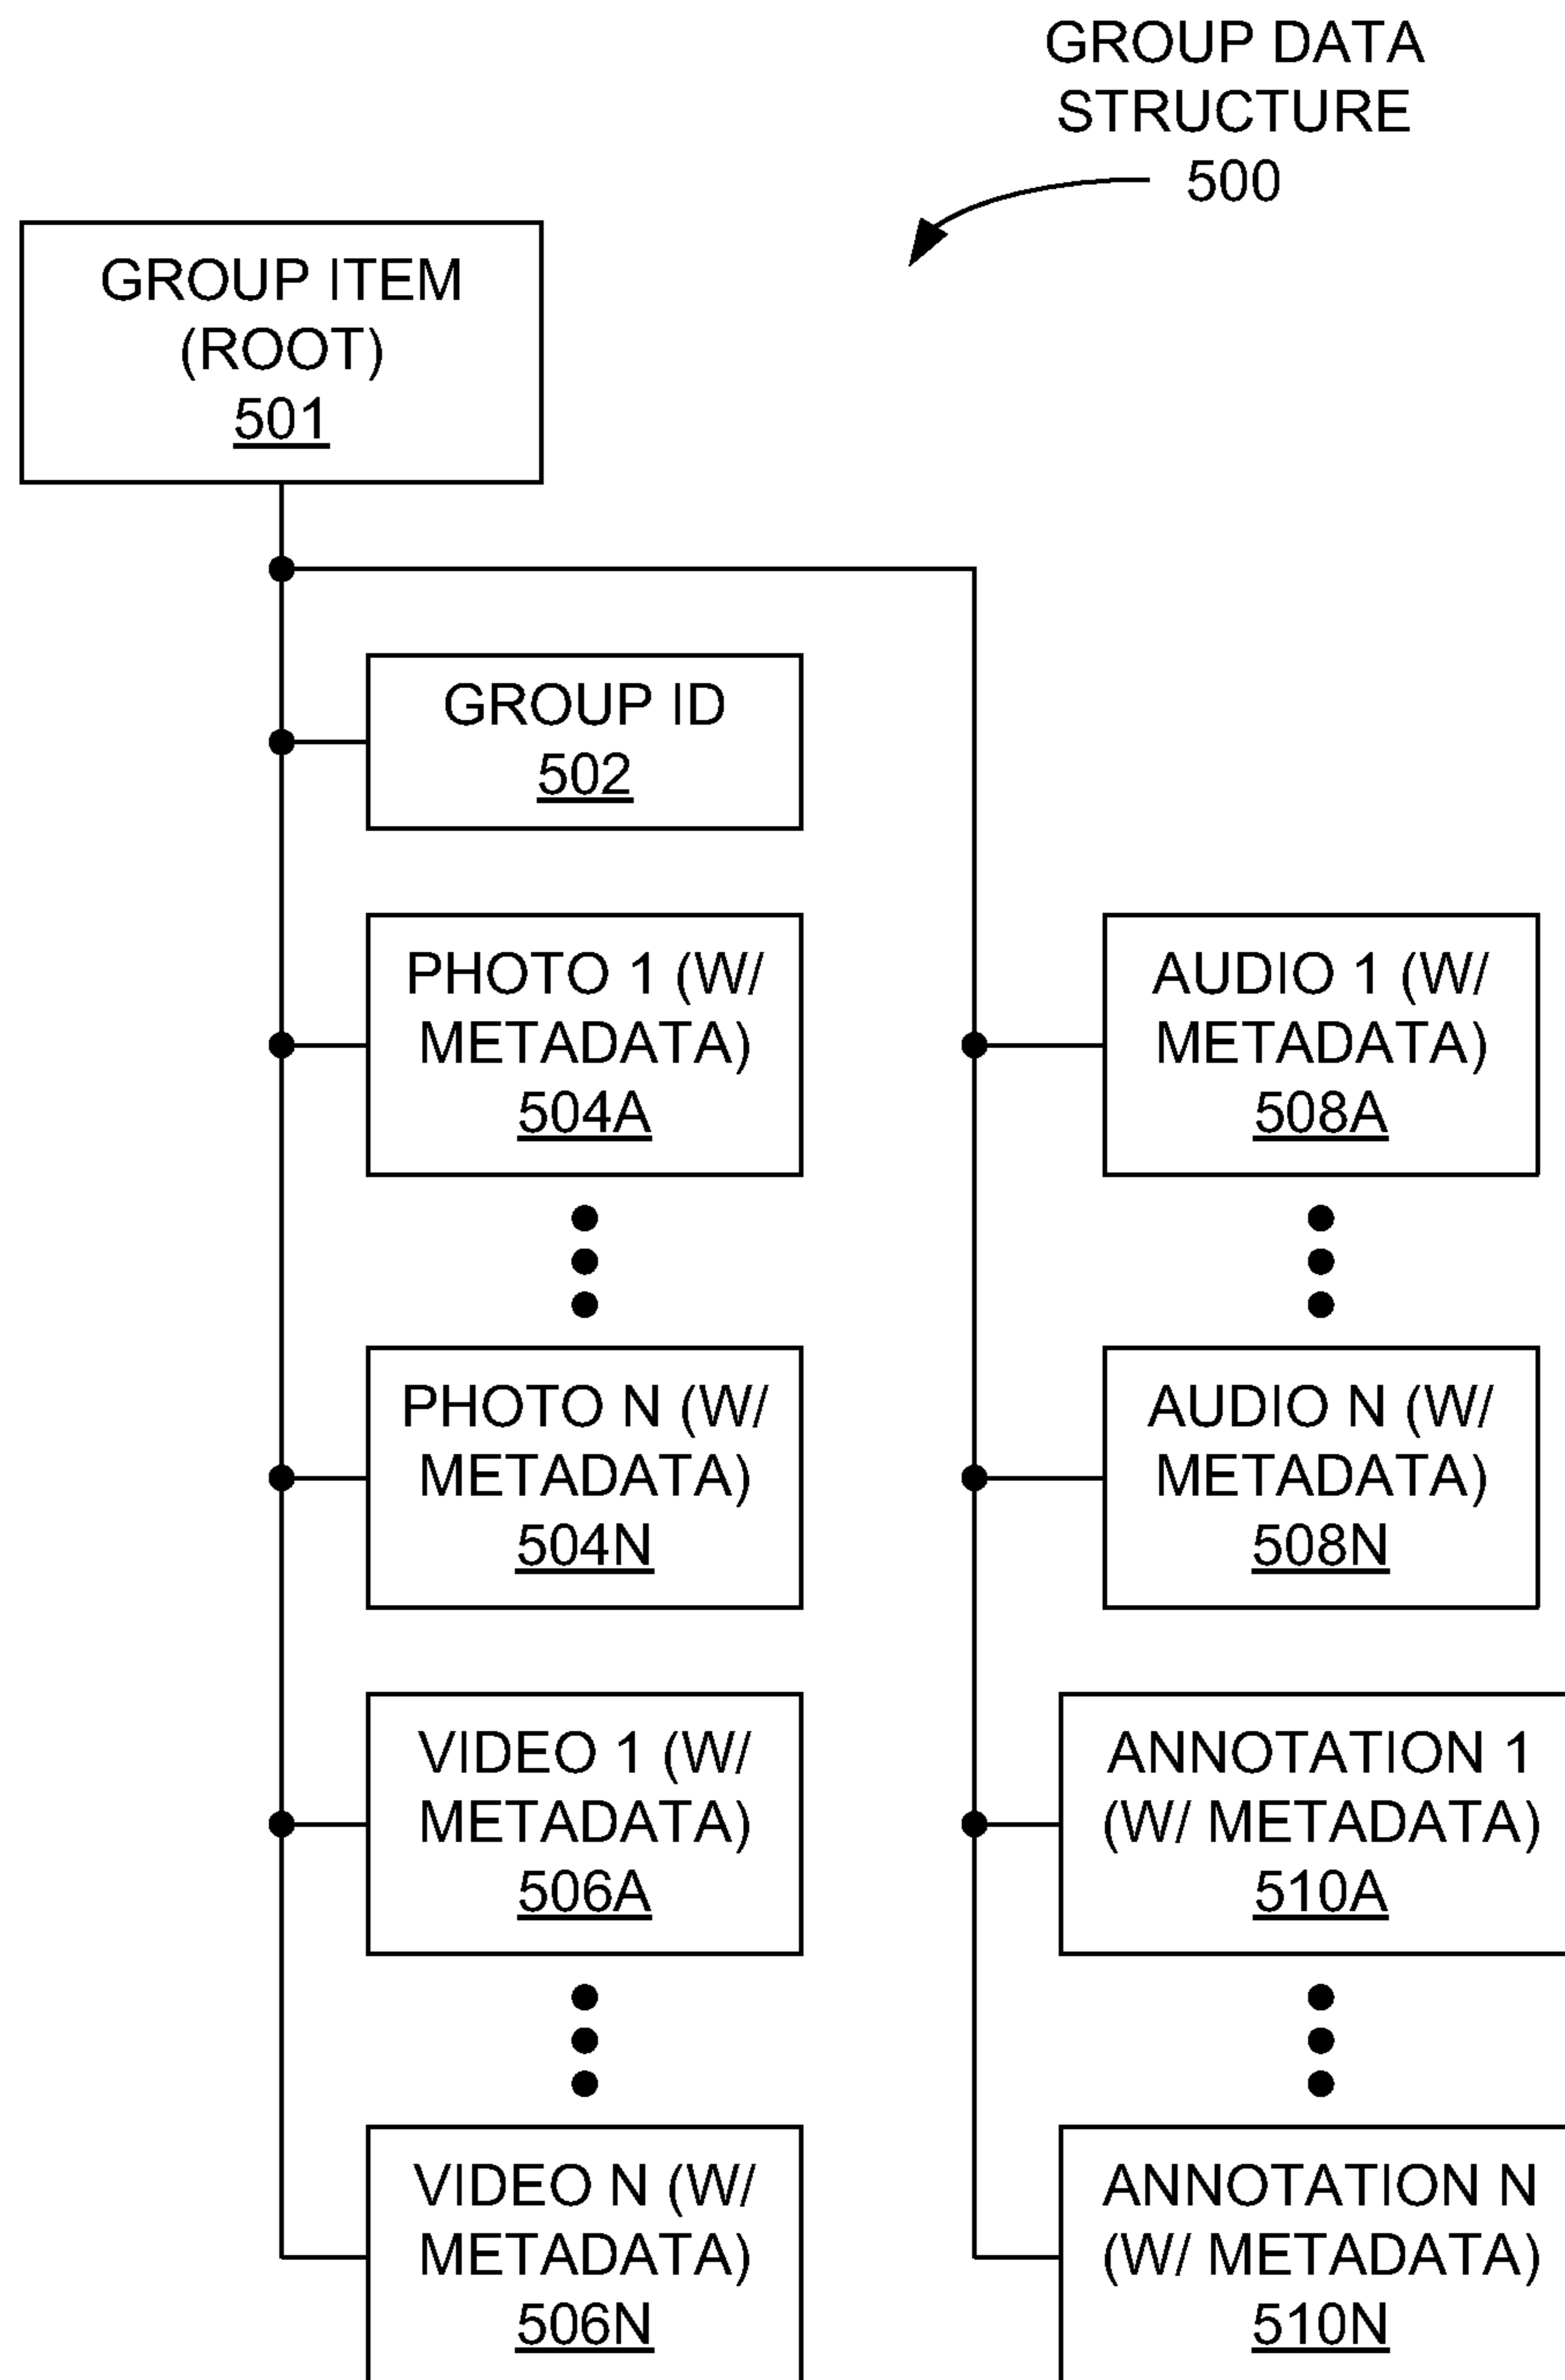 GROUP DATA
STRUCTURE
500
GROUP ITEM
(ROOT)
501
GROUP ID
502
PHOTO 1 (W/
METADATA)
504A
PHOTO N (W/
METADATA)
504N
VIDEO 1 (W/
METADATA)
506A
VIDEO N (W/
METADATA)
506N
AUDIO 1 (W/
METADATA)
508A
AUDIO N (W/
METADATA)
508N
ANNOTATION 1
(W/ METADATA)
510A
ANNOTATION N
(W/ METADATA)
510N